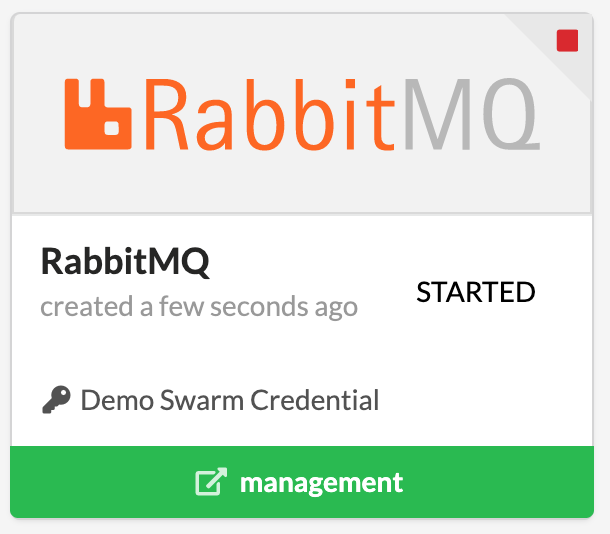 RabbitMQ
RabbitMQ
created a few seconds ago
STARTED
Demo Swarm Credential
management